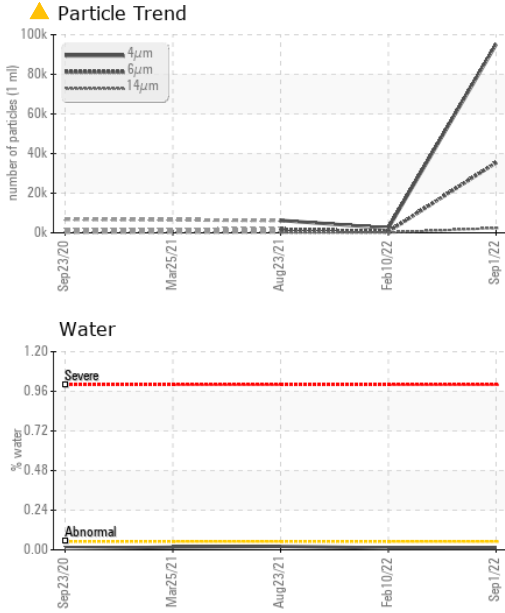 Particle Trend
number of particles (1 ml)
100k
80k
60k
40k
20k
0k
4μm
6μm
14μm
Sep23/20
Mar25/21
Aug23/21
Feb10/22
Sep1/22
Water
% water
1.20
0.96
0.72
0.48
0.24
0.00
Severe
Abnormal
Sep23/20
Mar25/21
Aug23/21
Feb10/22
Sep1/22